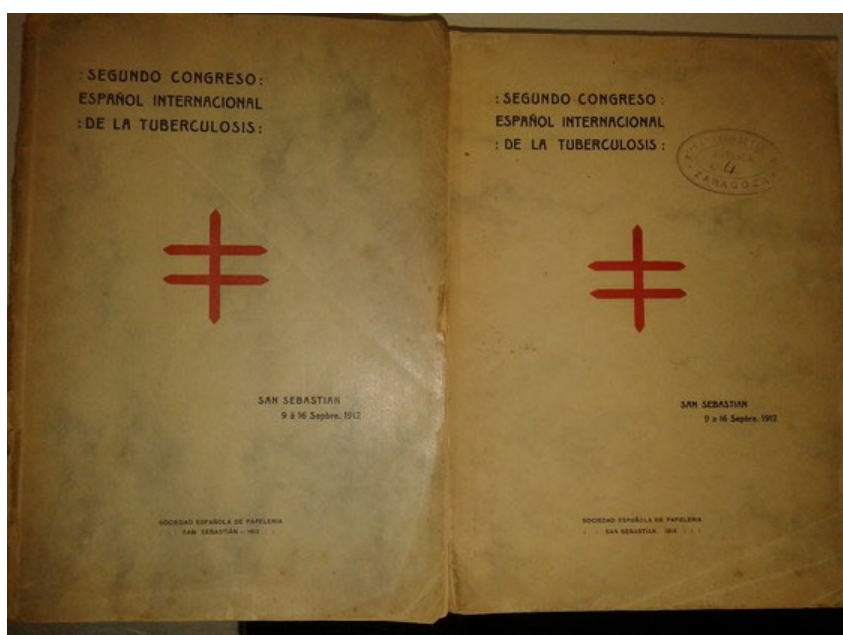 : SEGUNDO CONGRESO :
ESPAÑOL INTERNACIONAL
: DE LA TUBERCULOSIS :
SAN SEBASTIAN
9 á 16 Sepbre. 1912
SOCIEDAD ESPAÑOLA DE PAPELERIA
SAN SEBASTIÁN
: SEGUNDO CONGRESO :
ESPAÑOL INTERNACIONAL
: DE LA TUBERCULOSIS :
4
ZARAGOZA
SAN SEBASTIAN
9 a 16 Sepbre. 1912
SOCIEDAD ESPAÑOLA DE PAPELERIA
SAN SEBASTIAN